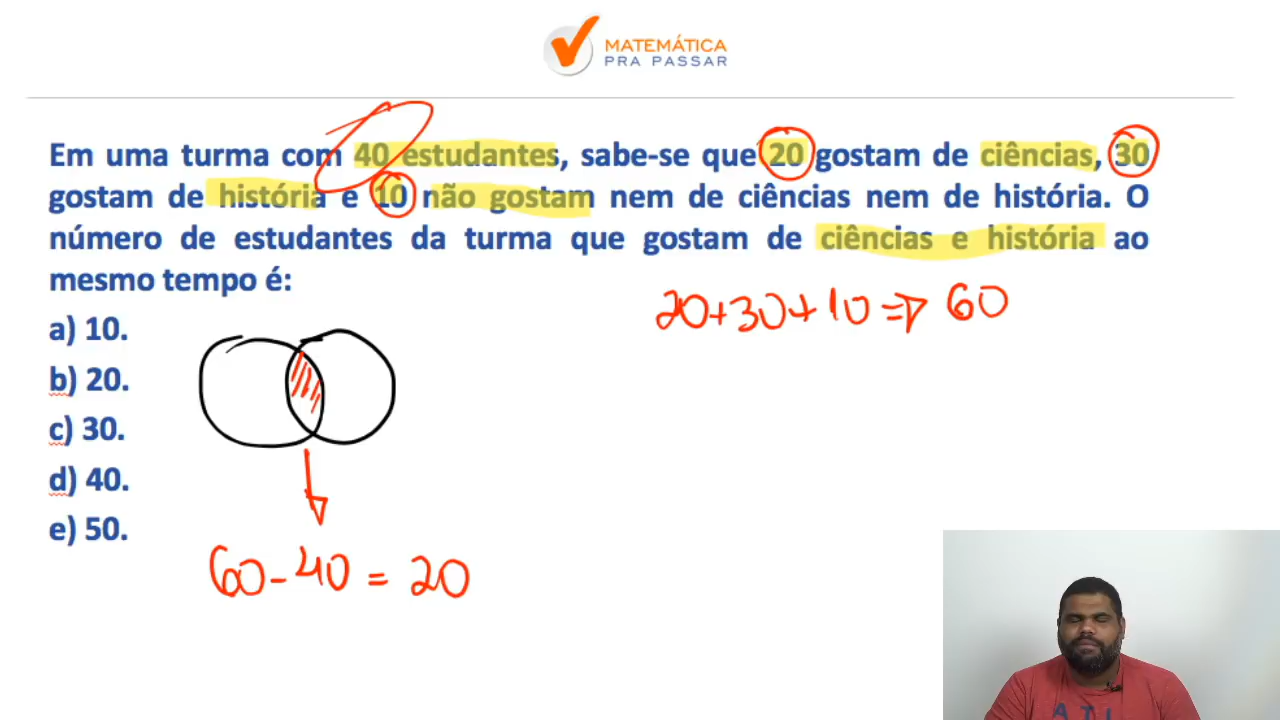 MATEMÁTICA
PRA PASSAR
Em uma turma com 40 estudantes, sabe-se que 20 gostam de ciências, 30
gostam de história e 10 não gostam nem de ciências nem de história. O
número de estudantes da turma que gostam de ciências e história ao
mesmo tempo é:
20+30+10⇒60
a) 10.
b) 20.
c) 30.
d) 40.
e) 50.
60-40=20